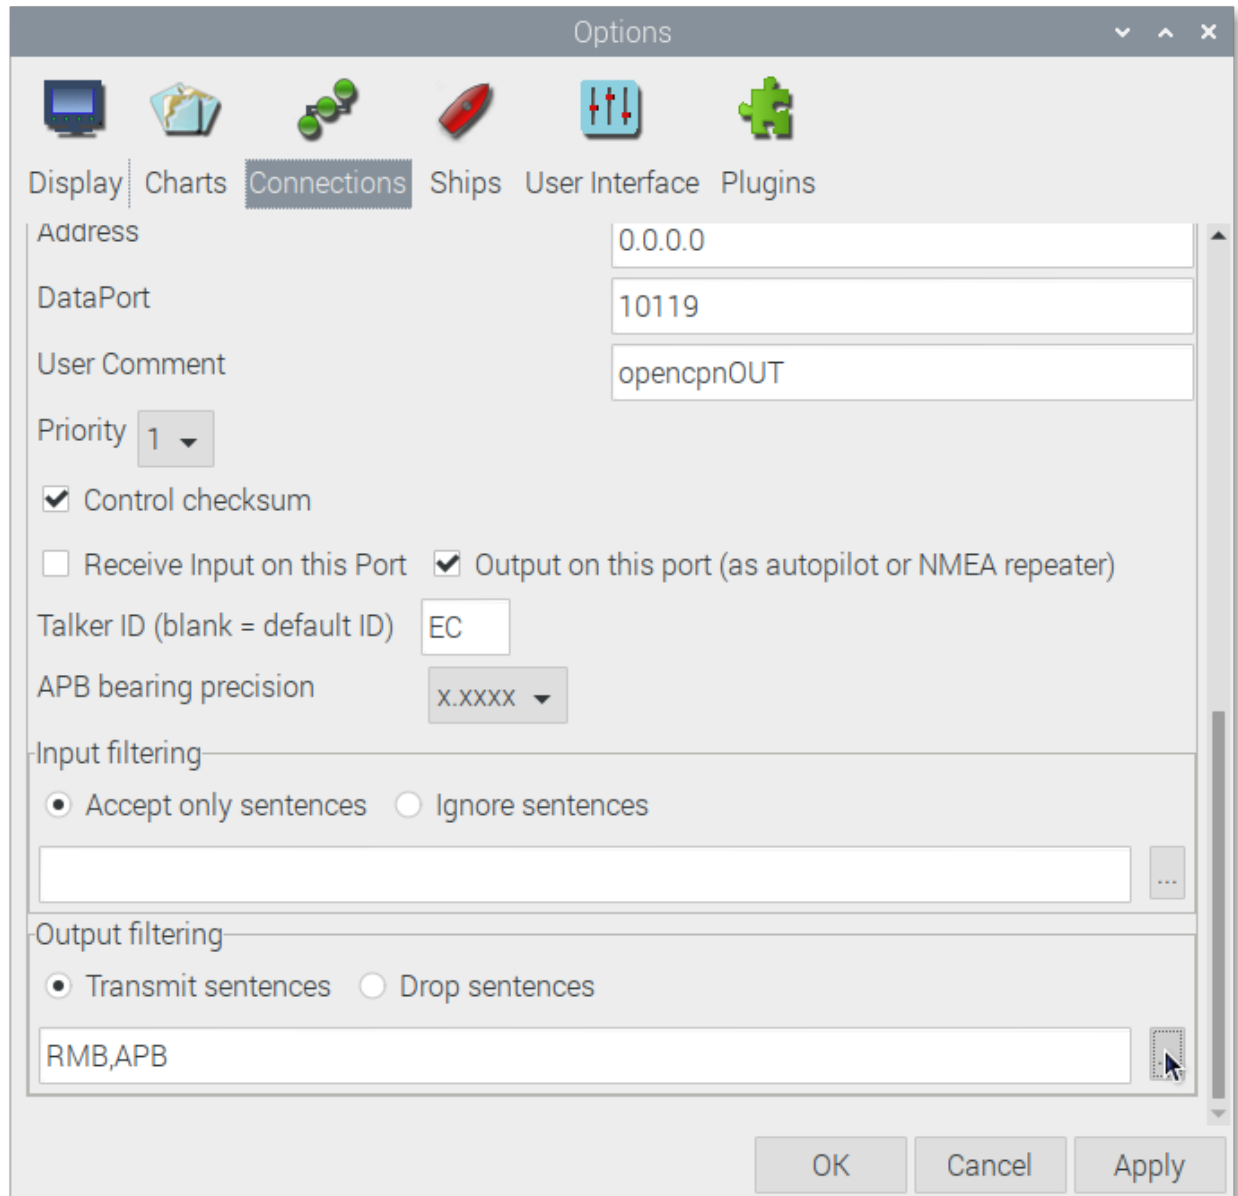 Options
Display Charts Connections Ships User Interface Plugins
Address 0.0.0.0
DataPort 10119
User Comment opencpnOUT
Priority 1
Control checksum
Receive Input on this Port Output on this port (as autopilot or NMEA repeater)
Talker ID (blank = default ID) EC
APB bearing precision x.xxxx
Input filtering
Accept only sentences Ignore sentences
...
Output filtering
Transmit sentences Drop sentences
RMB,APB
OK Cancel Apply